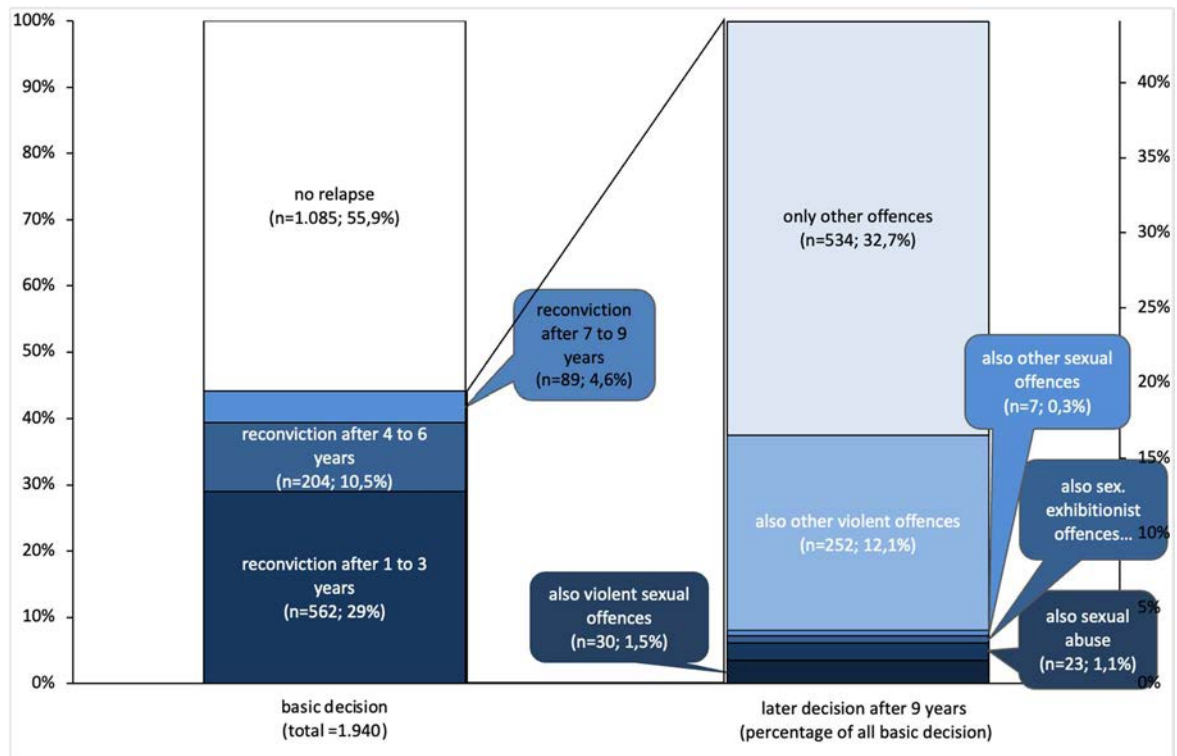 100%
90%
80%
70%
60%
50%
40%
30%
20%
10%
0%
no relapse
(n=1.085; 55,9%)
reconviction
after 7 to 9
years
(n=89; 4,6%)
reconviction after 4 to 6
years
(n=204; 10,5%)
reconviction after 1 to 3
years
(n=562; 29%)
basic decision
(total =1.940)
only other offences
(n=534; 32,7%)
also other violent offences
(n=252; 12,1%)
also violent sexual
offences
(n=30; 1,5%)
also other sexual
offences
(n=7; 0,3%)
also sex.
exhibitionist
offences...
also sexual
abuse
(n=23; 1,1%)
later decision after 9 years
(percentage of all basic decision)
40%
35%
30%
25%
20%
15%
10%
5%
0%